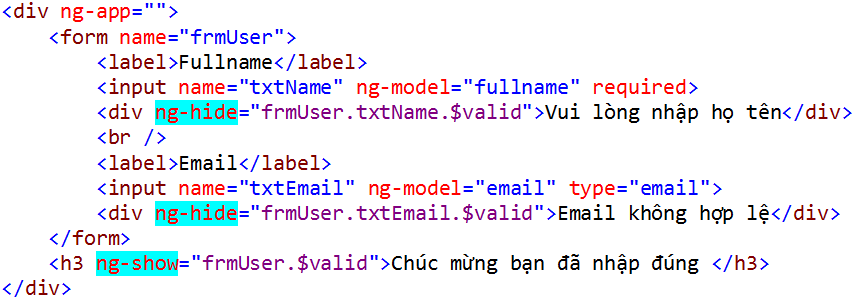 <div ng-app="">
    <form name="frmUser">
        <label>Fullname</label>
        <input name="txtName" ng-model="fullname" required>
        <div ng-hide="frmUser.txtName.$valid">Vui lòng nhập họ tên</div>
        <br />
        <label>Email</label>
        <input name="txtEmail" ng-model="email" type="email">
        <div ng-hide="frmUser.txtEmail.$valid">Email không hợp lệ</div>
    </form>
    <h3 ng-show="frmUser.$valid">Chúc mừng bạn đã nhập đúng </h3>
</div>